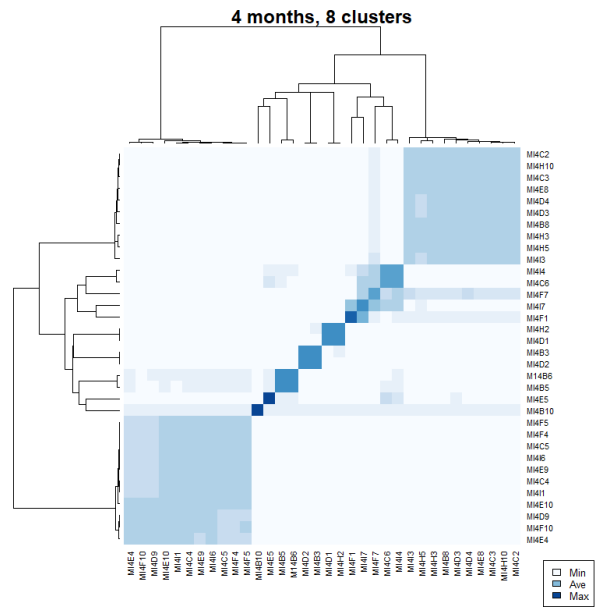 4 months, 8 clusters
MI4C2
MI4H10
MI4C3
MI4E8
MI4D4
MI4D3
MI4B8
MI4H3
MI4H5
MI4I3
MI4I4
MI4C6
MI4F7
MI4I7
MI4F1
MI4H2
MI4D1
MI4B3
MI4D2
M14B6
MI4B5
MI4E5
MI4B10
MI4F5
MI4F4
MI4C5
MI4I6
MI4E9
MI4C4
MI4I1
MI4E10
MI4D9
MI4F10
MI4E4
MI4E4
MI4F10
MI4D9
MI4E10
MI4I1
MI4C4
MI4E9
MI4I6
MI4C5
MI4F4
MI4F5
MI4B10
MI4E5
MI4B5
M14B6
MI4D2
MI4B3
MI4D1
MI4H2
MI4F1
MI4I7
MI4F7
MI4C6
MI4I4
MI4I3
MI4H5
MI4H3
MI4B8
MI4D3
MI4D4
MI4E8
MI4C3
MI4H10
MI4C2
Min
Ave
Max